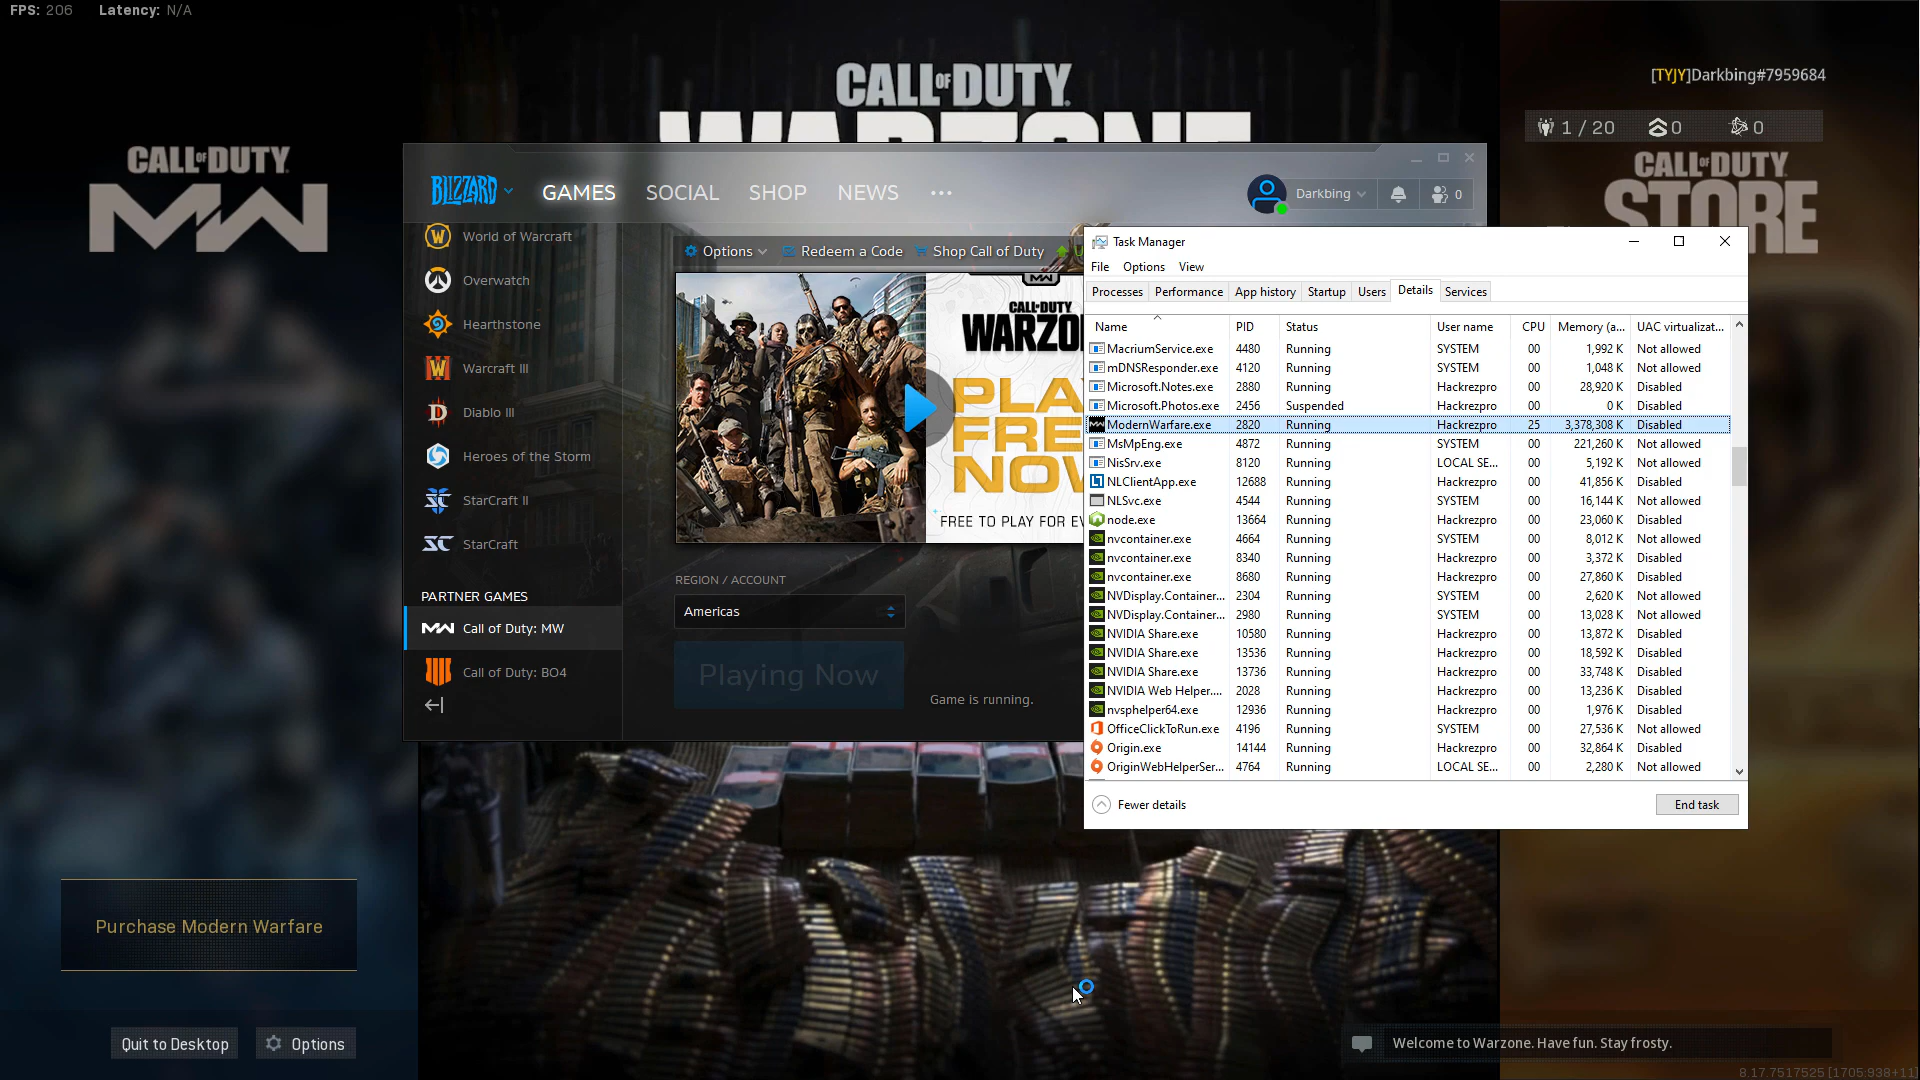 FPS: 206 Latency: N/A
CALL OF DUTY
WARZONE
[TYJY]Darkbing#7959684
1 / 20 0 0
CALL OF DUTY
MW
CALL OF DUTY
STORE
BLIZZARD GAMES SOCIAL SHOP NEWS ••• Darkbing 0
World of Warcraft
Overwatch
Hearthstone
Warcraft III
Diablo III
Heroes of the Storm
StarCraft II
StarCraft
PARTNER GAMES
Call of Duty: MW
Call of Duty: BO4
Options Redeem a Code Shop Call of Duty
MW
CALL OF DUTY
WARZO
PLA
FREE
NOW
FREE TO PLAY FOR EV
REGION / ACCOUNT
Americas
Playing Now
Game is running.
Task Manager
File Options View
Processes Performance App history Startup Users Details Services
Name PID Status User name CPU Memory (a... UAC virtualizat...
MacriumService.exe 4480 Running SYSTEM 00 1,992 K Not allowed
mDNSResponder.exe 4120 Running SYSTEM 00 1,048 K Not allowed
Microsoft.Notes.exe 2880 Running Hackrezpro 00 28,920 K Disabled
Microsoft.Photos.exe 2456 Suspended Hackrezpro 00 0 K Disabled
ModernWarfare.exe 2820 Running Hackrezpro 25 3,378,308 K Disabled
MsMpEng.exe 4872 Running SYSTEM 00 221,260 K Not allowed
NisSrv.exe 8120 Running LOCAL SE... 00 5,192 K Not allowed
NLClientApp.exe 12688 Running Hackrezpro 00 41,856 K Disabled
NLSvc.exe 4544 Running SYSTEM 00 16,144 K Not allowed
node.exe 13664 Running Hackrezpro 00 23,060 K Disabled
nvcontainer.exe 4664 Running SYSTEM 00 8,012 K Not allowed
nvcontainer.exe 8340 Running Hackrezpro 00 3,372 K Disabled
nvcontainer.exe 8680 Running Hackrezpro 00 27,860 K Disabled
NVDisplay.Container... 2304 Running SYSTEM 00 2,620 K Not allowed
NVDisplay.Container... 2980 Running SYSTEM 00 13,028 K Not allowed
NVIDIA Share.exe 10580 Running Hackrezpro 00 13,872 K Disabled
NVIDIA Share.exe 13536 Running Hackrezpro 00 18,592 K Disabled
NVIDIA Share.exe 13736 Running Hackrezpro 00 33,748 K Disabled
NVIDIA Web Helper.... 2028 Running Hackrezpro 00 13,236 K Disabled
nvsphelper64.exe 12936 Running Hackrezpro 00 1,976 K Disabled
OfficeClickToRun.exe 4196 Running SYSTEM 00 27,536 K Not allowed
Origin.exe 14144 Running Hackrezpro 00 32,864 K Disabled
OriginWebHelperSer... 4764 Running LOCAL SE... 00 2,280 K Not allowed
Fewer details End task
Purchase Modern Warfare
Quit to Desktop Options
Welcome to Warzone. Have fun. Stay frosty.
8.17.7517525 [1705:938+11]